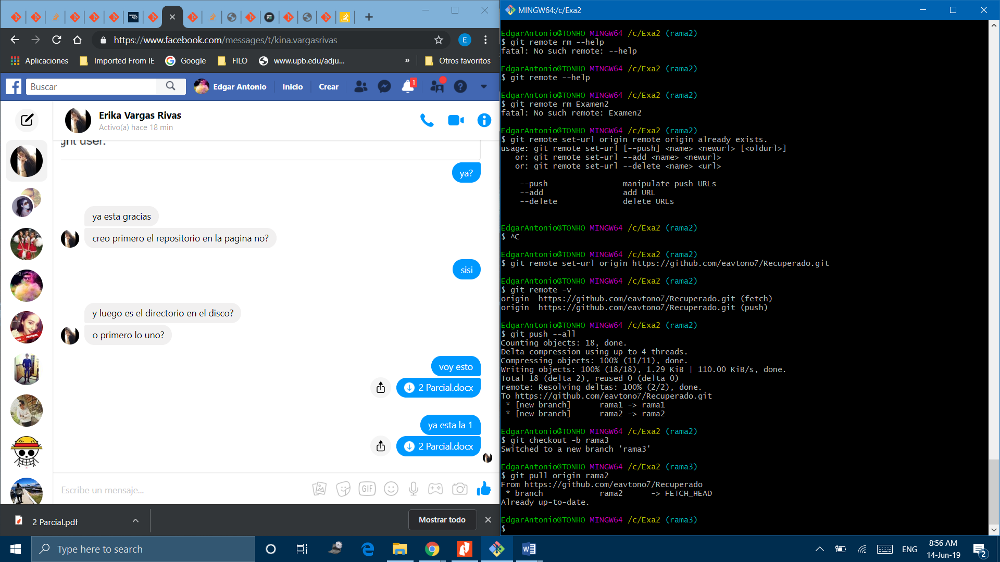 https://www.facebook.com/messages/t/kina.vargasrivas
E
Aplicaciones
Imported From IE
Google
FILO
www.upb.edu/adju...
»
Otros favoritos
Buscar
Edgar Antonio
Inicio
Crear
1
Erika Vargas Rivas
Activo(a) hace 18 min
ght user.
ya?
ya esta gracias
creo primero el repositorio en la pagina no?
sisi
y luego es el directorio en el disco?
o primero lo uno?
voy esto
2 Parcial.docx
ya esta la 1
2 Parcial.docx
Escribe un mensaje...
GIF
2 Parcial.pdf
Mostrar todo
MINGW64:/c/Exa2
EdgarAntonio@TONHO MINGW64 /c/Exa2 (rama2)
$ git remote rm --help
fatal: No such remote: --help
EdgarAntonio@TONHO MINGW64 /c/Exa2 (rama2)
$ git remote --help
EdgarAntonio@TONHO MINGW64 /c/Exa2 (rama2)
$ git remote rm Examen2
fatal: No such remote: Examen2
EdgarAntonio@TONHO MINGW64 /c/Exa2 (rama2)
$ git remote set-url origin remote origin already exists.
usage: git remote set-url [--push] <name> <newurl> [<oldurl>]
or: git remote set-url --add <name> <newurl>
or: git remote set-url --delete <name> <url>
--push manipulate push URLs
--add add URL
--delete delete URLs
EdgarAntonio@TONHO MINGW64 /c/Exa2 (rama2)
$ ^C
EdgarAntonio@TONHO MINGW64 /c/Exa2 (rama2)
$ git remote set-url origin https://github.com/eavtono7/Recuperado.git
EdgarAntonio@TONHO MINGW64 /c/Exa2 (rama2)
$ git remote -v
origin https://github.com/eavtono7/Recuperado.git (fetch)
origin https://github.com/eavtono7/Recuperado.git (push)
EdgarAntonio@TONHO MINGW64 /c/Exa2 (rama2)
$ git push --all
Counting objects: 18, done.
Delta compression using up to 4 threads.
Compressing objects: 100% (11/11), done.
Writing objects: 100% (18/18), 1.29 KiB | 110.00 KiB/s, done.
Total 18 (delta 2), reused 0 (delta 0)
remote: Resolving deltas: 100% (2/2), done.
To https://github.com/eavtono7/Recuperado.git
* [new branch] rama1 -> rama1
* [new branch] rama2 -> rama2
EdgarAntonio@TONHO MINGW64 /c/Exa2 (rama2)
$ git checkout -b rama3
Switched to a new branch 'rama3'
EdgarAntonio@TONHO MINGW64 /c/Exa2 (rama3)
$ git pull origin rama2
From https://github.com/eavtono7/Recuperado
* branch rama2 -> FETCH_HEAD
Already up-to-date.
EdgarAntonio@TONHO MINGW64 /c/Exa2 (rama3)
$
Type here to search
ENG
8:56 AM
14-Jun-19
2